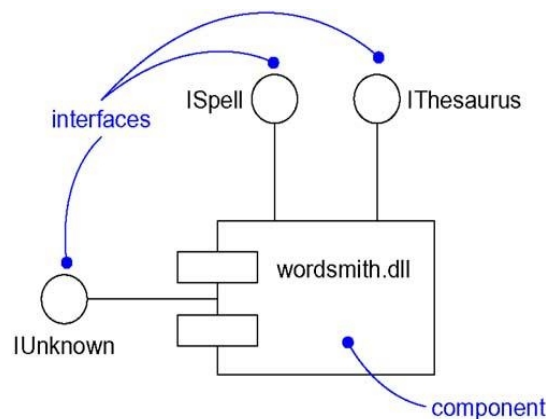 ISpell
IThesaurus
interfaces
wordsmith.dll
IUnknown
component